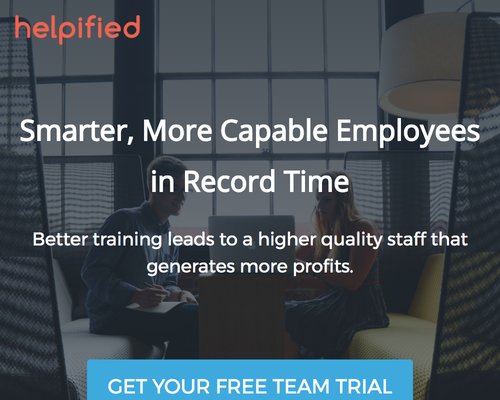 helpified
Smarter, More Capable Employees
in Record Time
Better training leads to a higher quality staff that
generates more profits.
GET YOUR FREE TEAM TRIAL